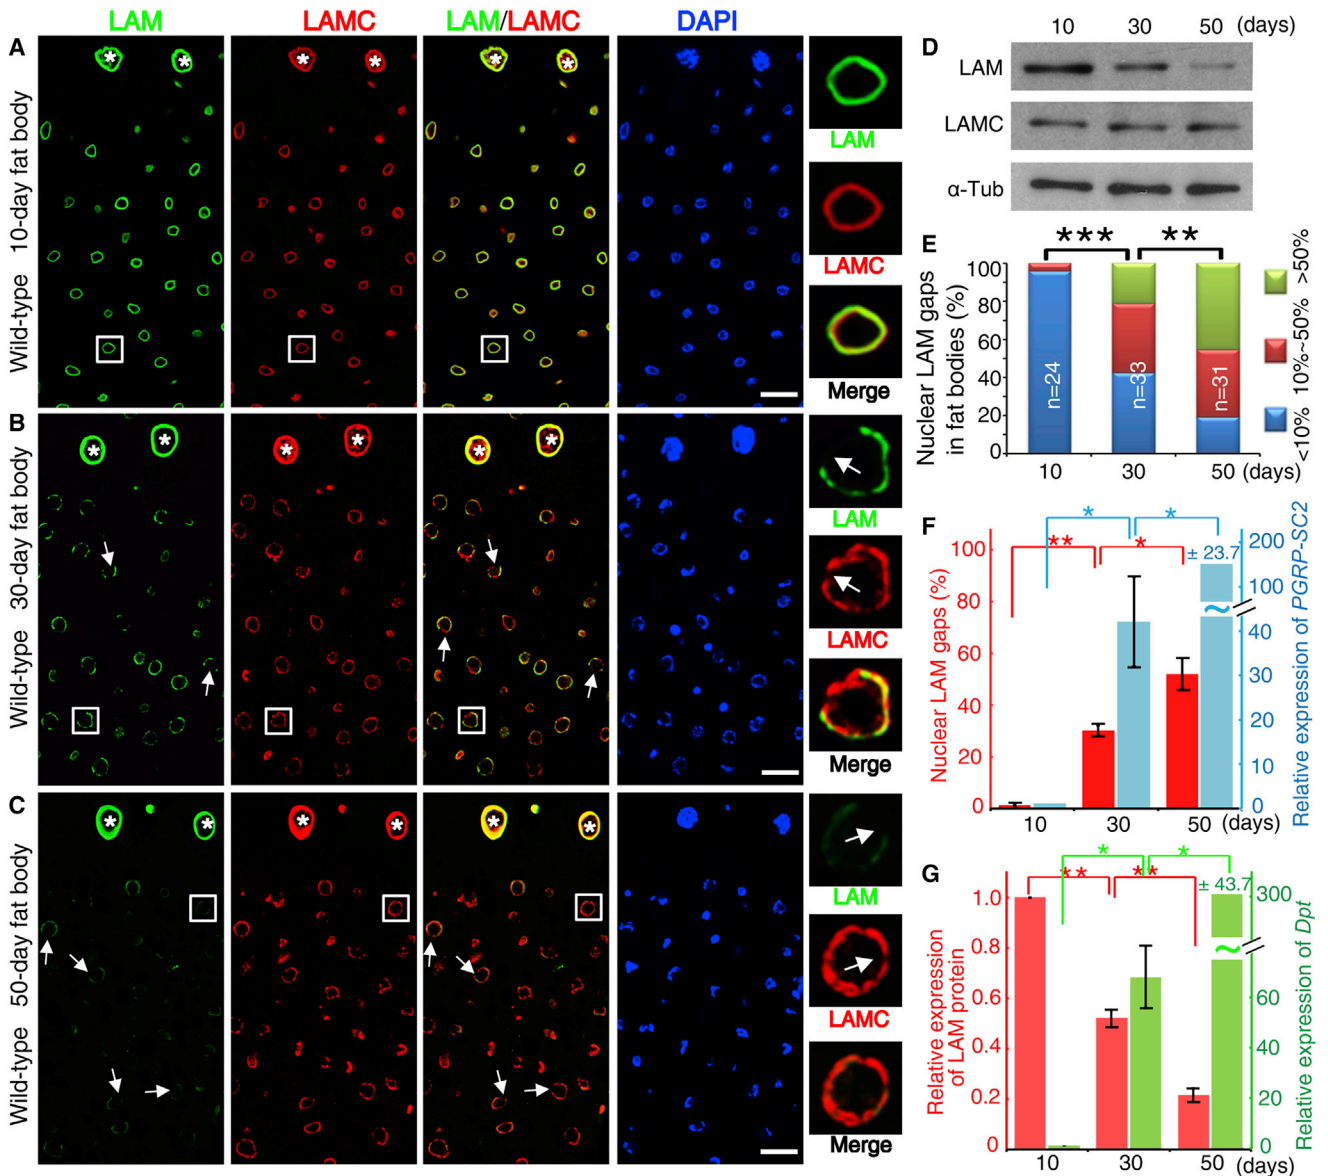 LAM
LAMC
LAM/LAMC
DAPI
A
Wild-type 10-day fat body
* * * * * *
LAM
LAMC
Merge
B
Wild-type 30-day fat body
* * * * * *
LAM
LAMC
Merge
C
Wild-type 50-day fat body
* * * * * *
LAM
LAMC
Merge
D
10 30 50 (days)
LAM
LAMC
α-Tub
E
*** **
Nuclear LAM gaps
in fat bodies (%)
100
80
60
40
20
0
n=24
n=33
n=31
10 30 50 (days)
<10% 10%~50% >50%
F
* *
** *
Nuclear LAM gaps (%)
100
80
60
40
20
0
± 23.7
200
100
40
30
20
10
0
Relative expression of PGRP-SC2
10 30 50 (days)
G
* *
** **
Relative expression
of LAM protein
1.0
0.8
0.6
0.4
0.2
0
± 43.7
300
60
40
20
0
Relative expression of Dpt
10 30 50 (days)